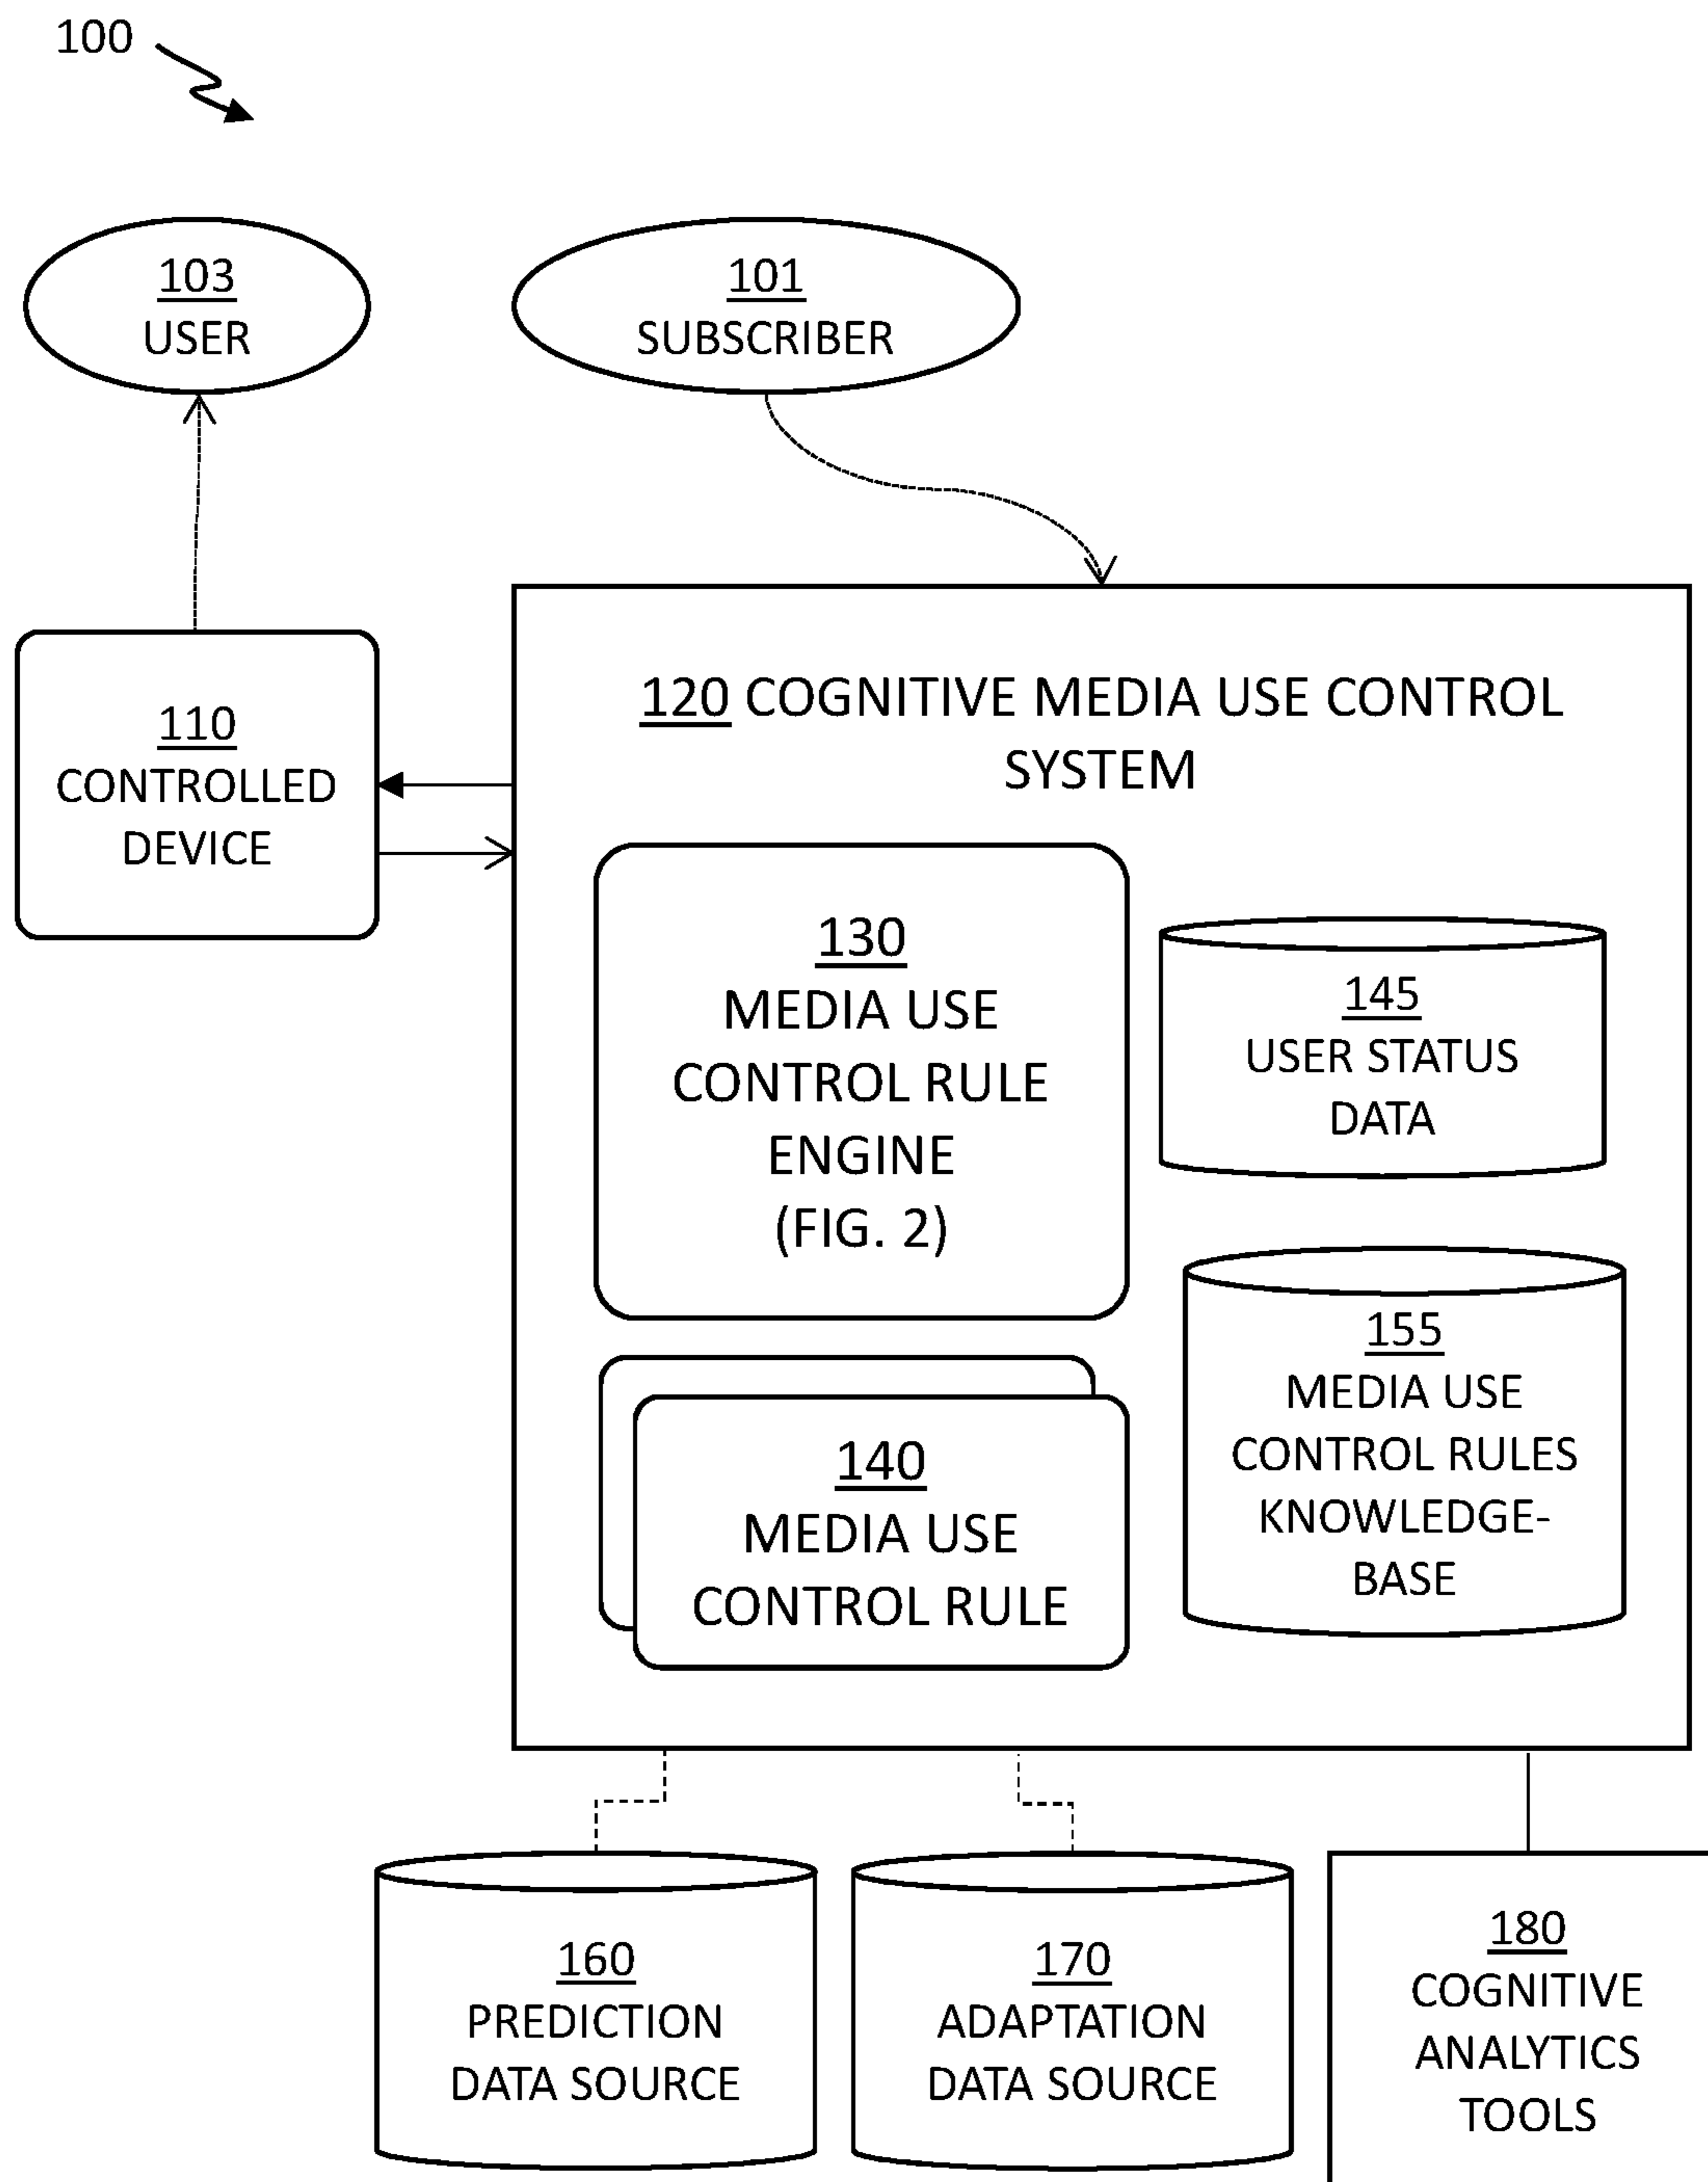 100
103
USER
101
SUBSCRIBER
110
CONTROLLED
DEVICE
120 COGNITIVE MEDIA USE CONTROL
SYSTEM
130
MEDIA USE
CONTROL RULE
ENGINE
(FIG. 2)
145
USER STATUS
DATA
155
MEDIA USE
CONTROL RULES
KNOWLEDGE-
BASE
140
MEDIA USE
CONTROL RULE
160
PREDICTION
DATA SOURCE
170
ADAPTATION
DATA SOURCE
180
COGNITIVE
ANALYTICS
TOOLS